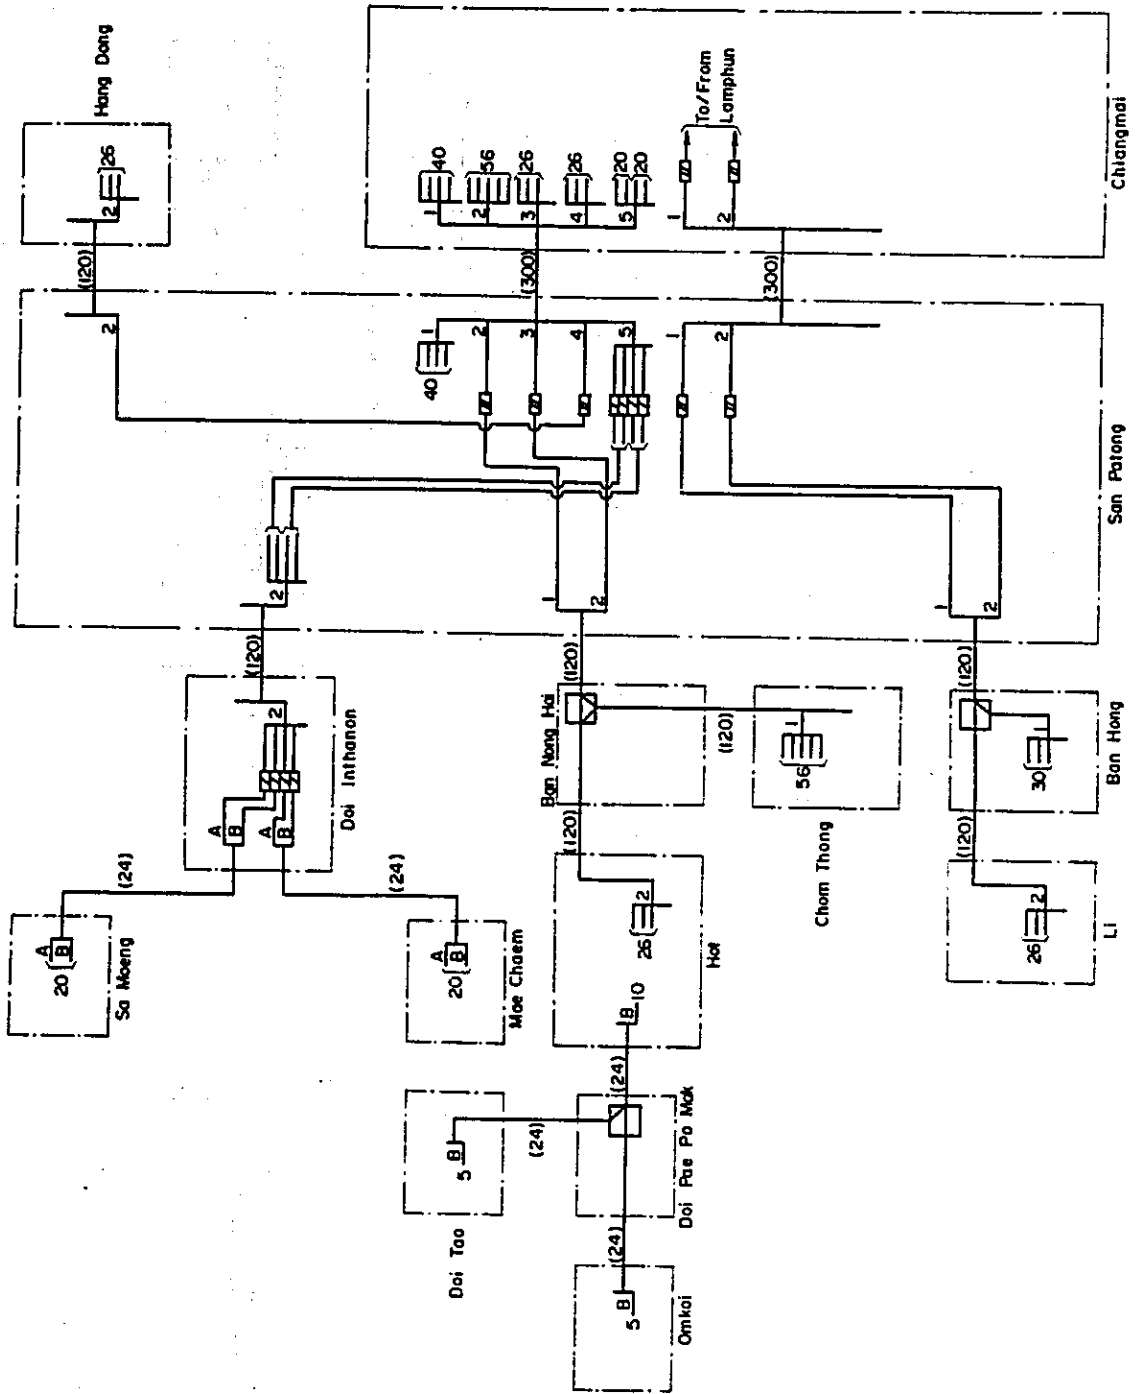 Hang Dong
26
2
(120)
2
Chiangmai
40
56
26
26
20
20
1
2
3
4
5
To/From
Lamphun
1
2
(300)
(300)
San Patong
1
40
2
3
4
5
1
2
2
1
2
1
2
(120)
(120)
(120)
Doi Inthanon
2
A
B
A
B
(24)
(24)
Sa Moeng
A
B
20
Mae Chaem
A
B
20
Ban Nong Hai
(120)
(120)
Chom Thong
1
56
Ban Hong
1
30
(120)
Li
2
26
Hot
2
26
B
10
(24)
Doi Pae Po Mak
(24)
(24)
Doi Tao
B
5
Omkoi
B
5